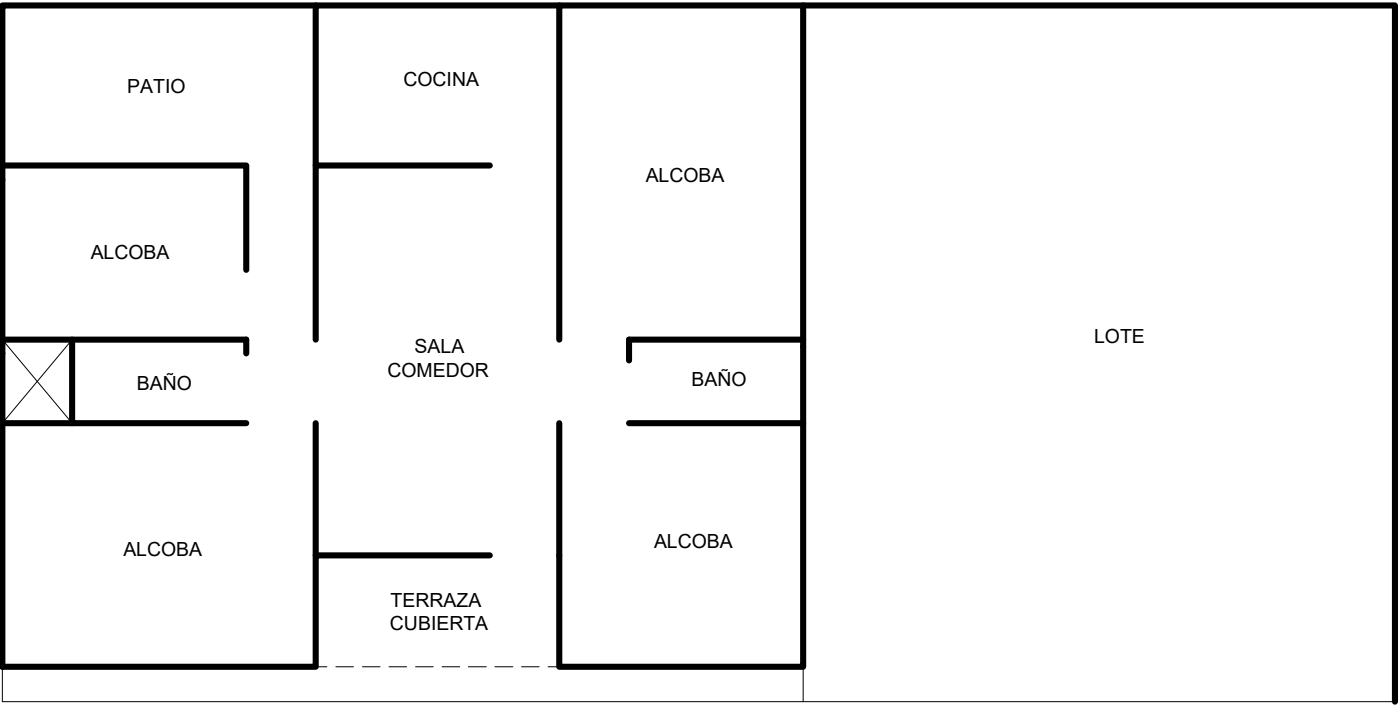 PATIO
COCINA
ALCOBA
ALCOBA
LOTE
SALA
COMEDOR
BAÑO
BAÑO
ALCOBA
ALCOBA
TERRAZA
CUBIERTA